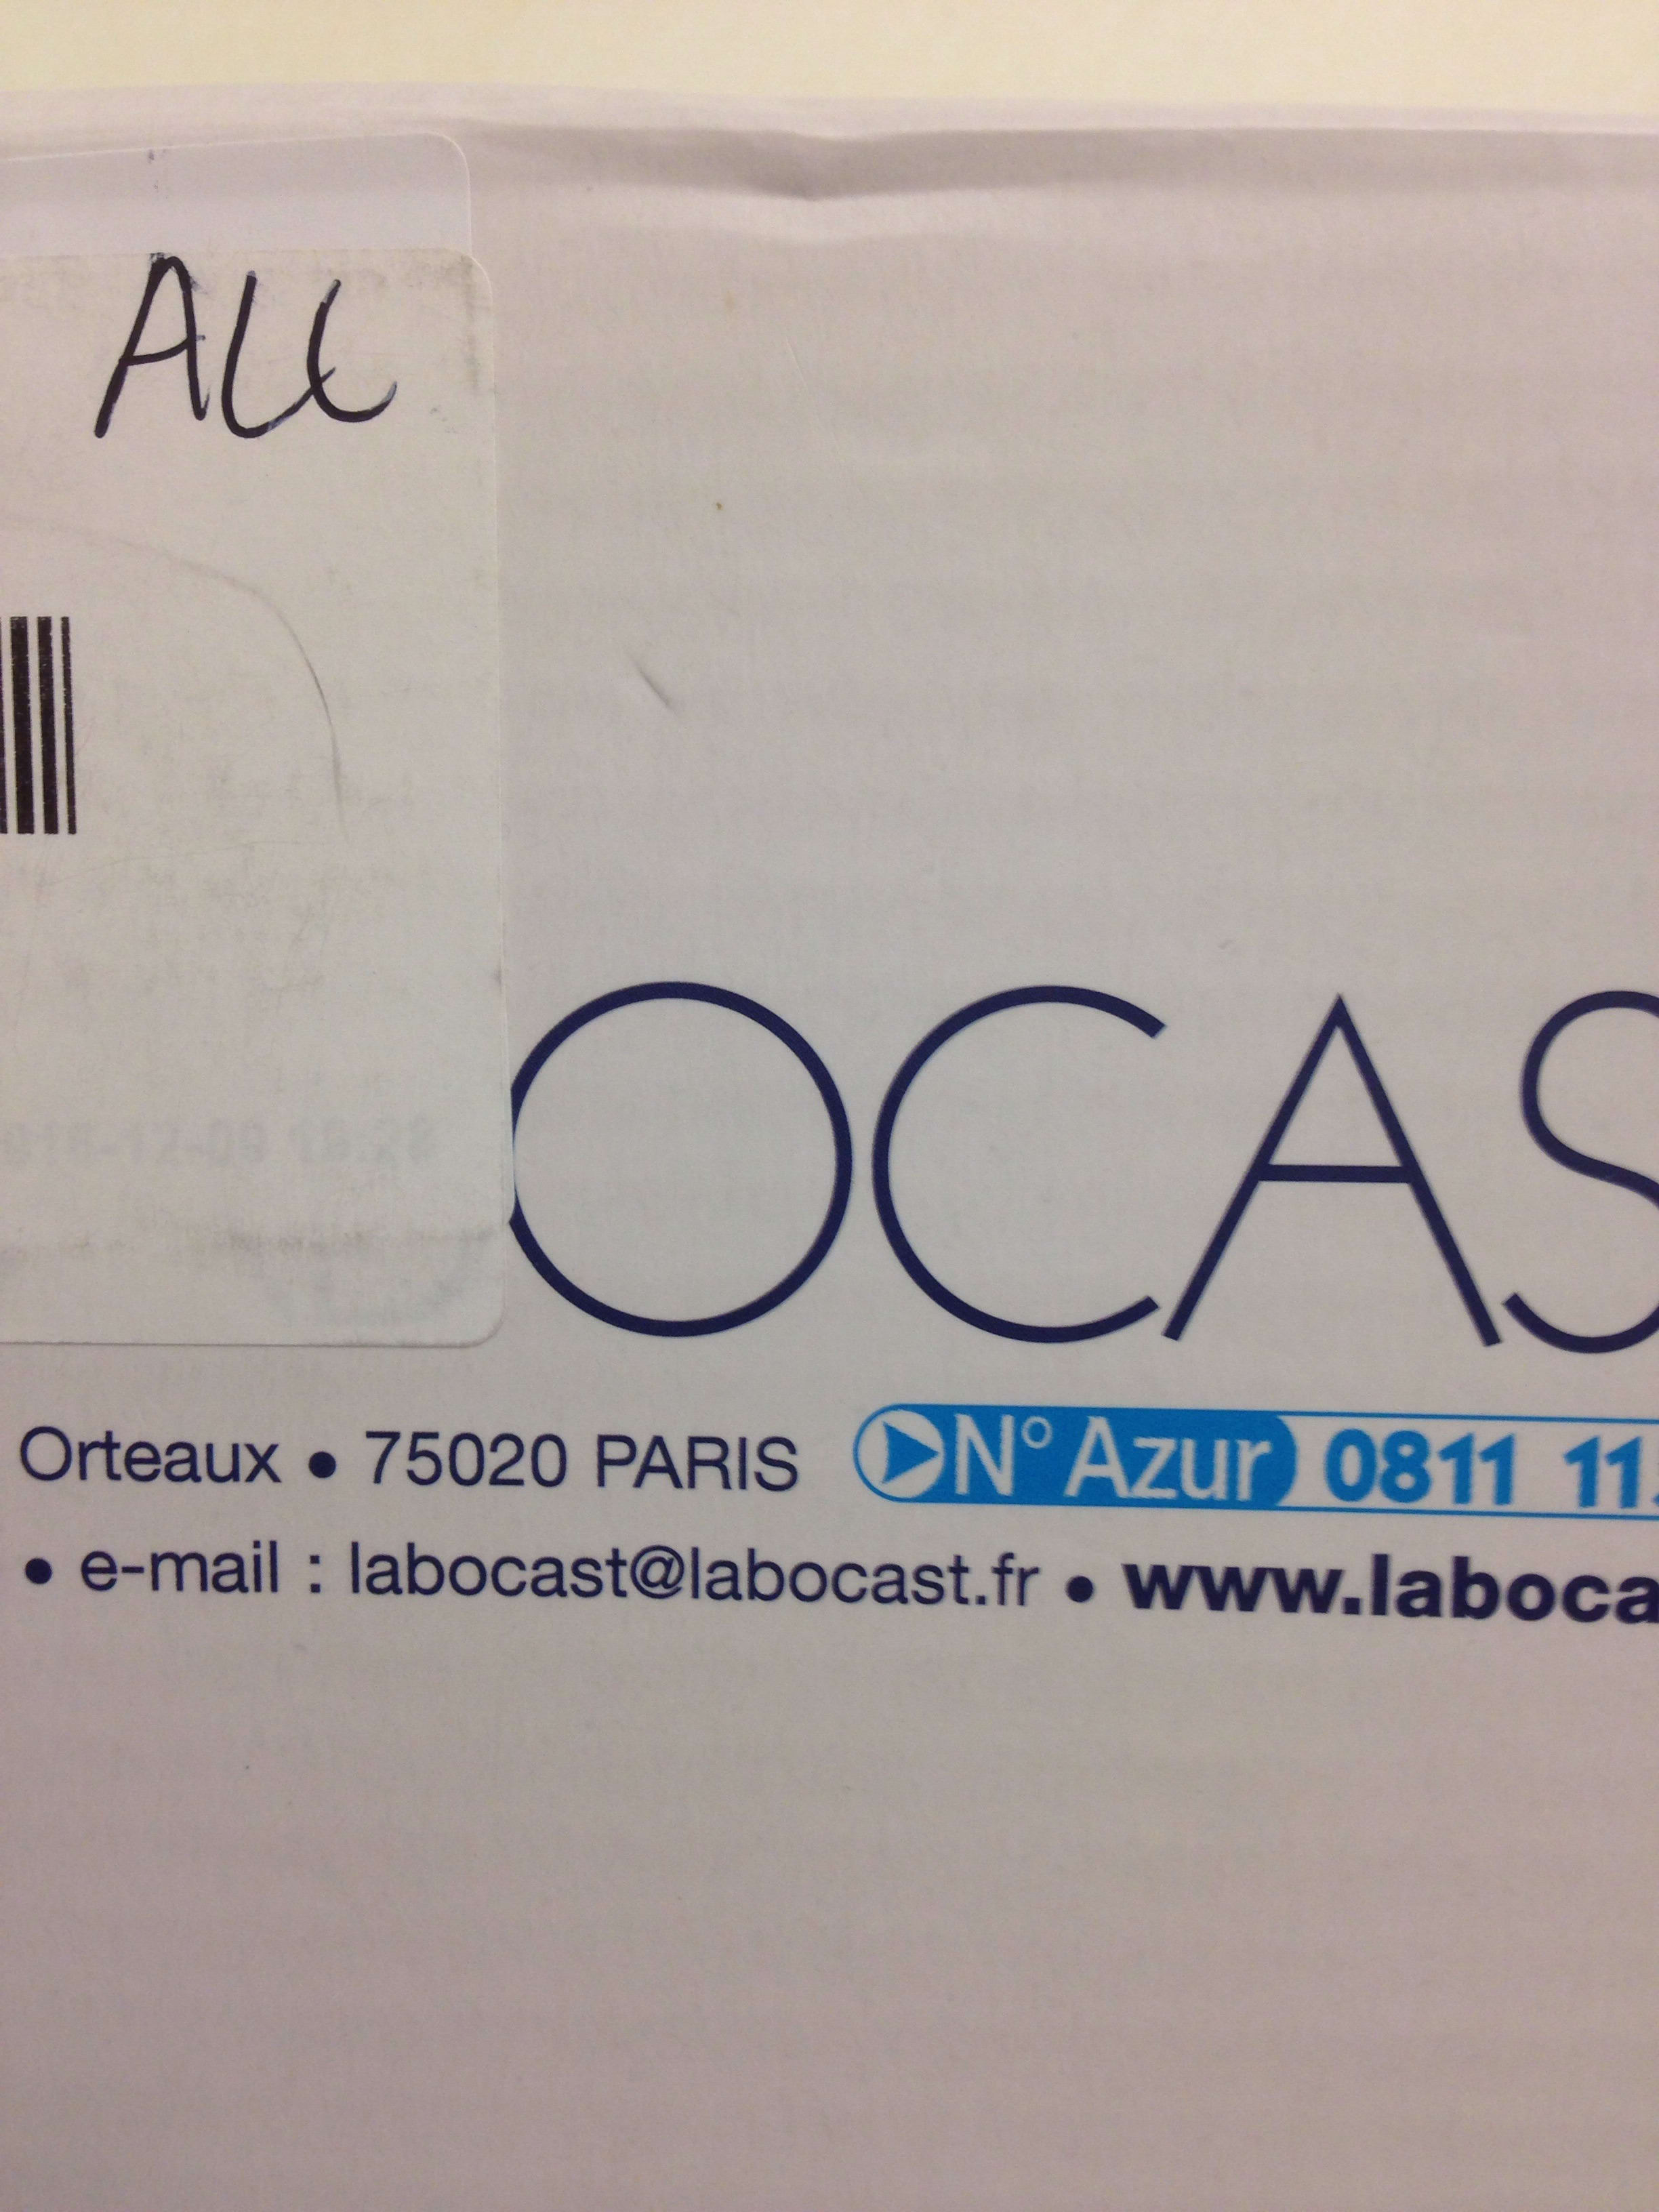 ALL
OCAS
Orteaux • 75020 PARIS N° Azur 0811 11
• e-mail : labocast@labocast.fr • www.laboca